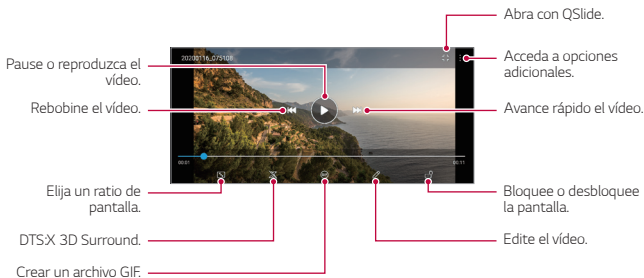 Abra con QSlide.
20200116_075108
Pause o reproduzca el
vídeo.
Acceda a opciones
adicionales.
Rebobine el vídeo.
Avance rápido el vídeo.
00:01
00:11
Elija un ratio de
pantalla.
Bloquee o desbloquee
la pantalla.
DTS:X 3D Surround.
Edite el vídeo.
Crear un archivo GIF.